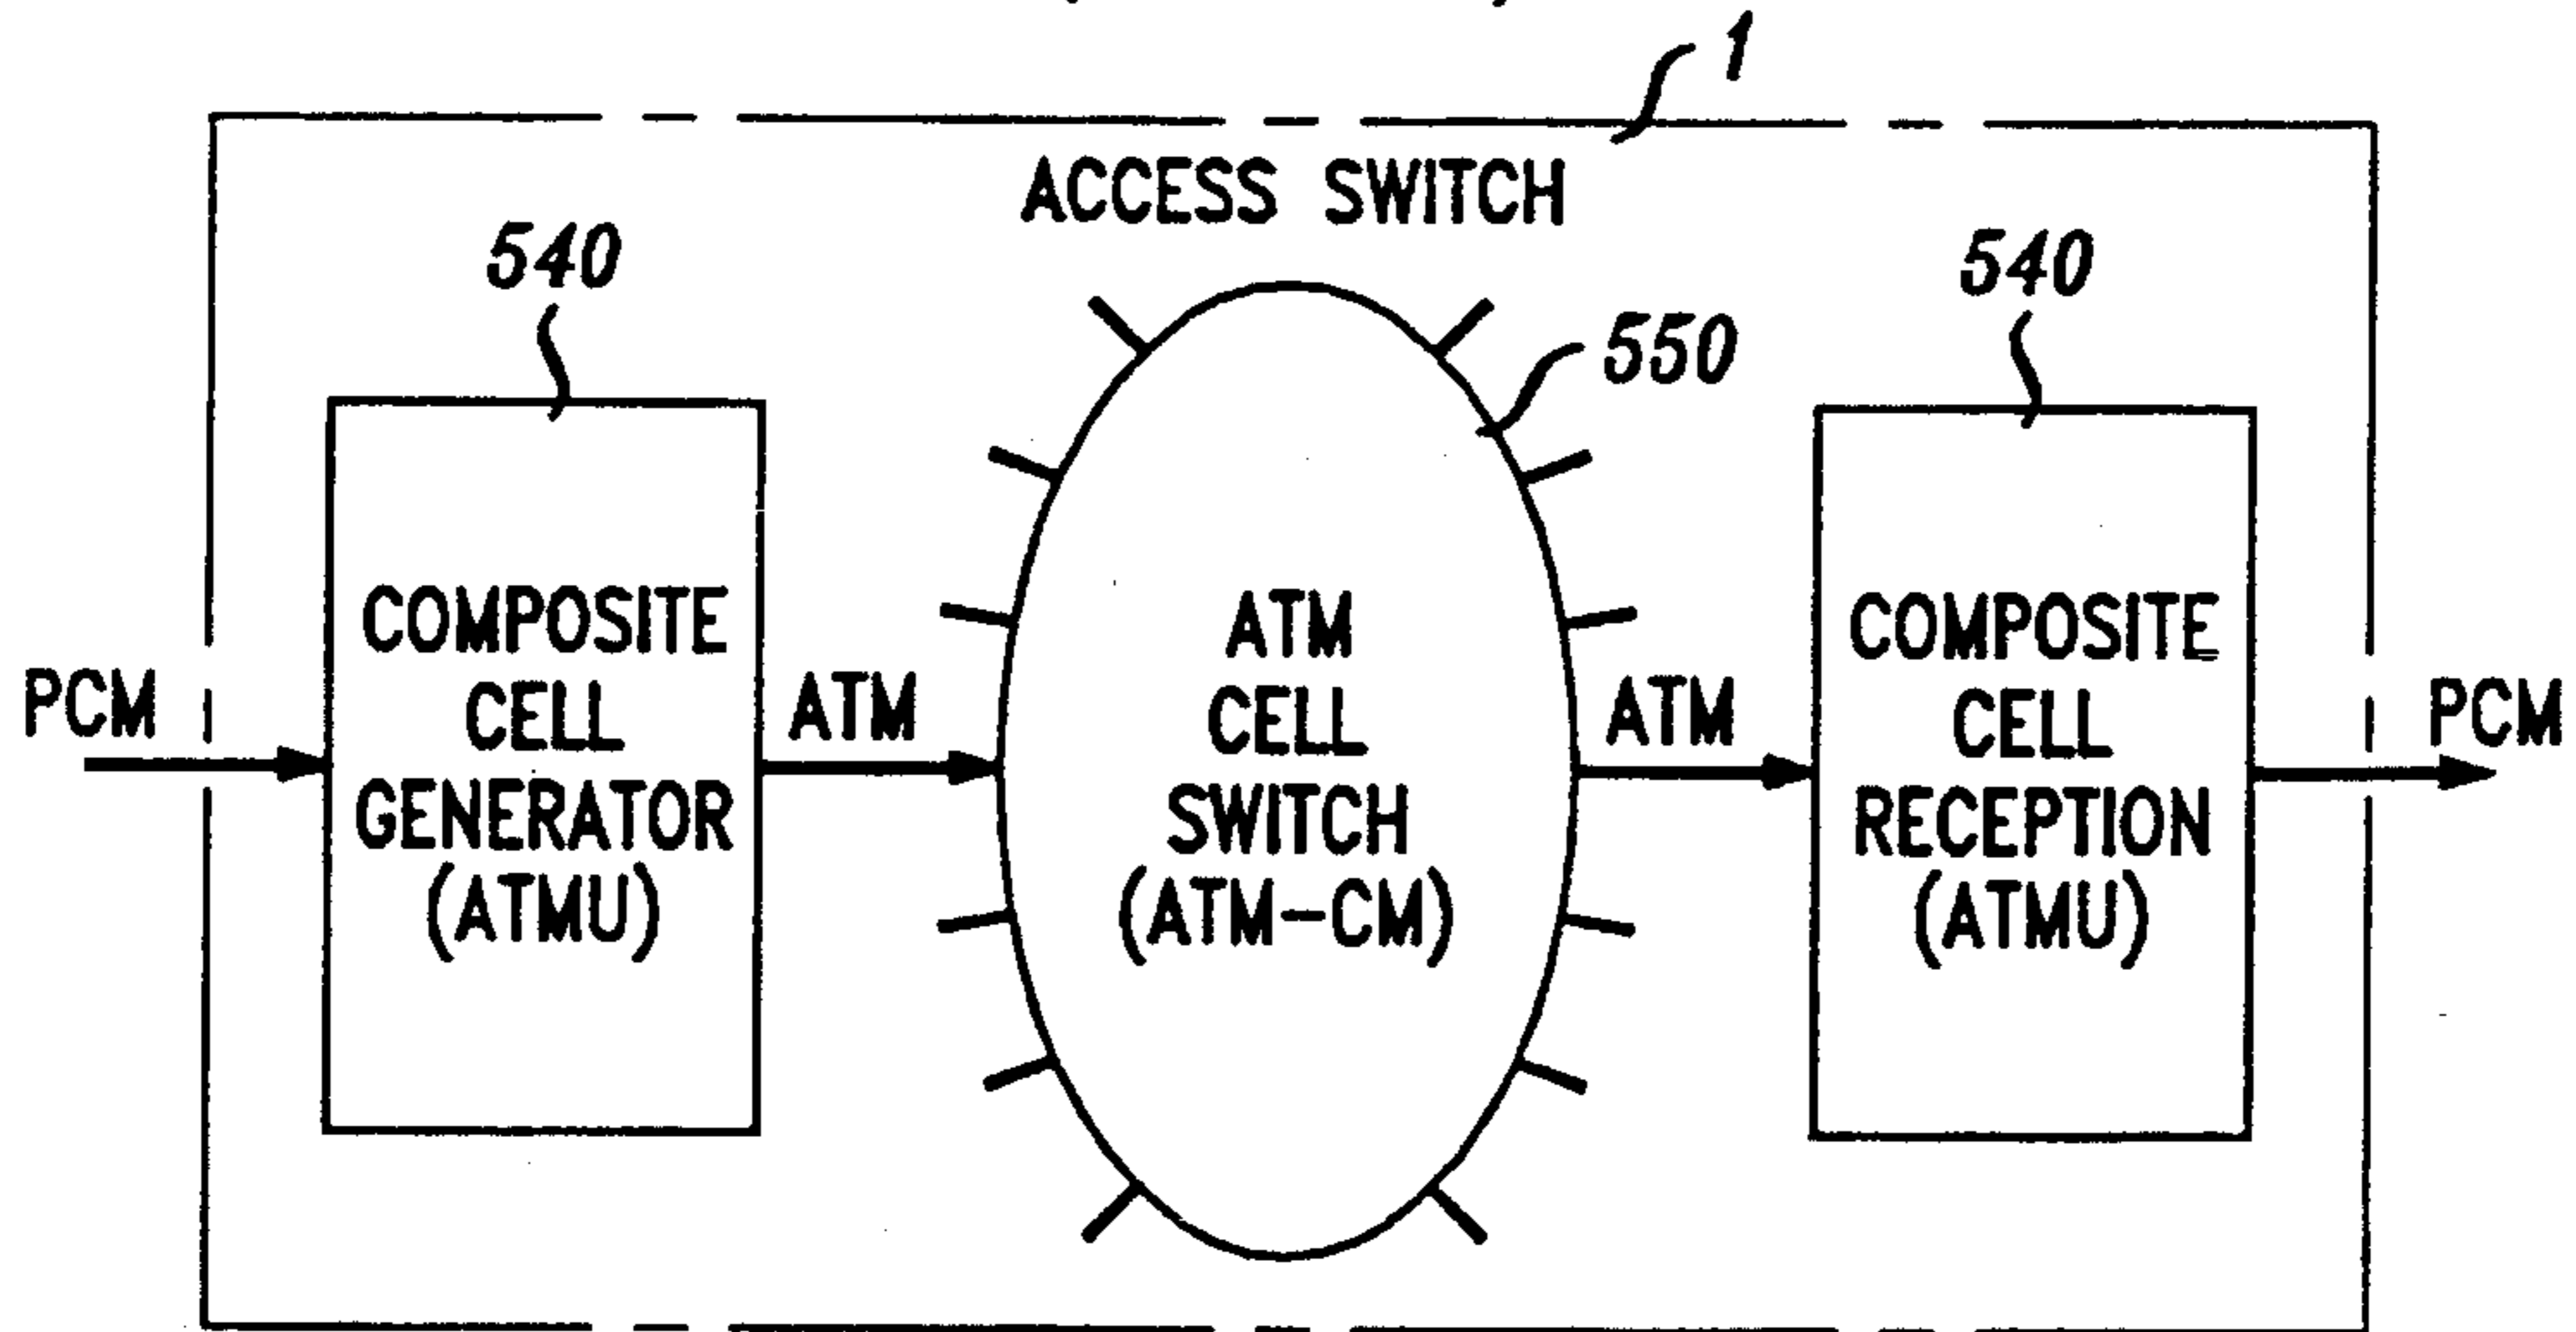 1
ACCESS SWITCH
540
550
540
PCM
COMPOSITE
CELL
GENERATOR
(ATMU)
ATM
ATM
CELL
SWITCH
(ATM-CM)
ATM
COMPOSITE
CELL
RECEPTION
(ATMU)
PCM